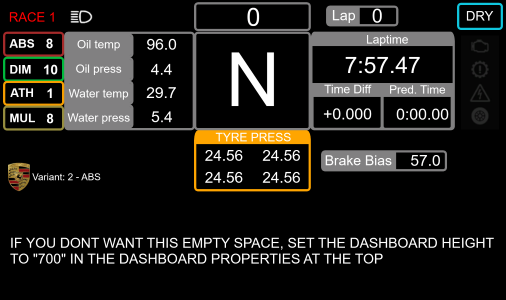 RACE 1
0
Lap 0
DRY
ABS 8
DIM 10
ATH 1
MUL 8
Oil temp 96.0
Oil press 4.4
Water temp 29.7
Water press 5.4
N
Laptime
7:57.47
Time Diff Pred. Time
+0.000 0:00.00
TYRE PRESS
24.56 24.56
24.56 24.56
Brake Bias 57.0
Variant: 2 - ABS
IF YOU DONT WANT THIS EMPTY SPACE, SET THE DASHBOARD HEIGHT
TO "700" IN THE DASHBOARD PROPERTIES AT THE TOP